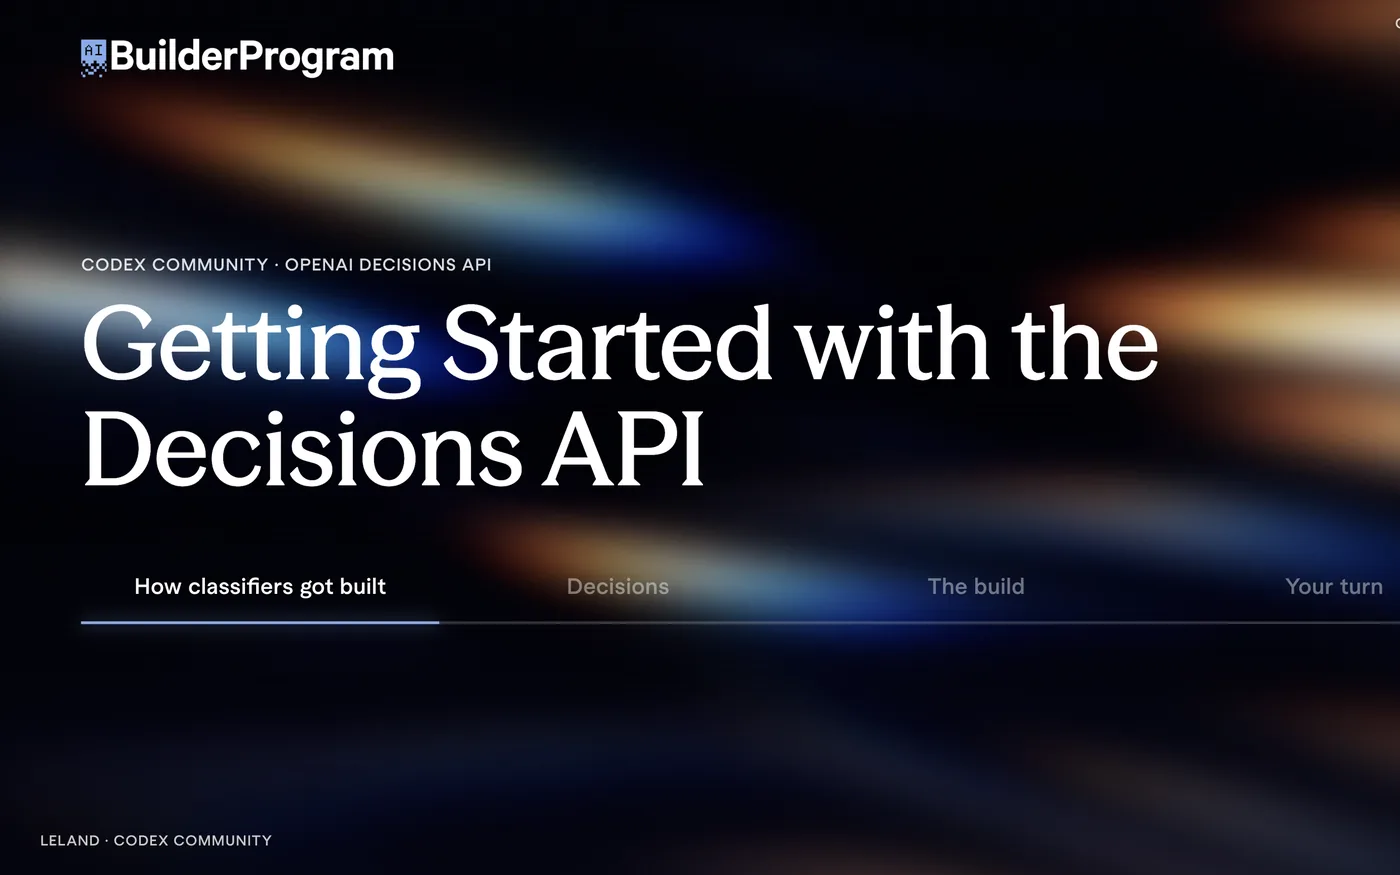 AI BuilderProgram
CODEX COMMUNITY · OPENAI DECISIONS API
Getting Started with the
Decisions API
How classifiers got built
Decisions
The build
Your turn
LELAND · CODEX COMMUNITY